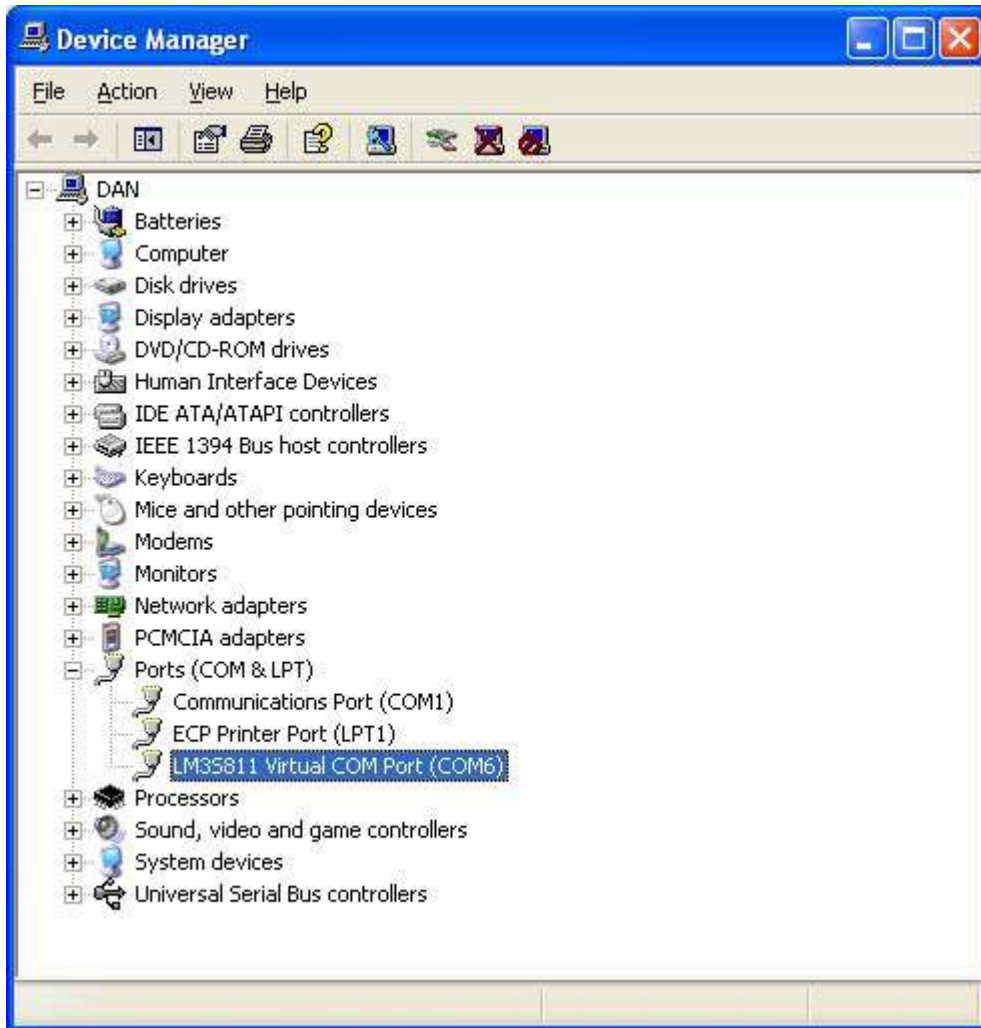 Device Manager
File Action View Help
DAN
Batteries
Computer
Disk drives
Display adapters
DVD/CD-ROM drives
Human Interface Devices
IDE ATA/ATAPI controllers
IEEE 1394 Bus host controllers
Keyboards
Mice and other pointing devices
Modems
Monitors
Network adapters
PCMCIA adapters
Ports (COM & LPT)
Communications Port (COM1)
ECP Printer Port (LPT1)
LM3S811 Virtual COM Port (COM6)
Processors
Sound, video and game controllers
System devices
Universal Serial Bus controllers